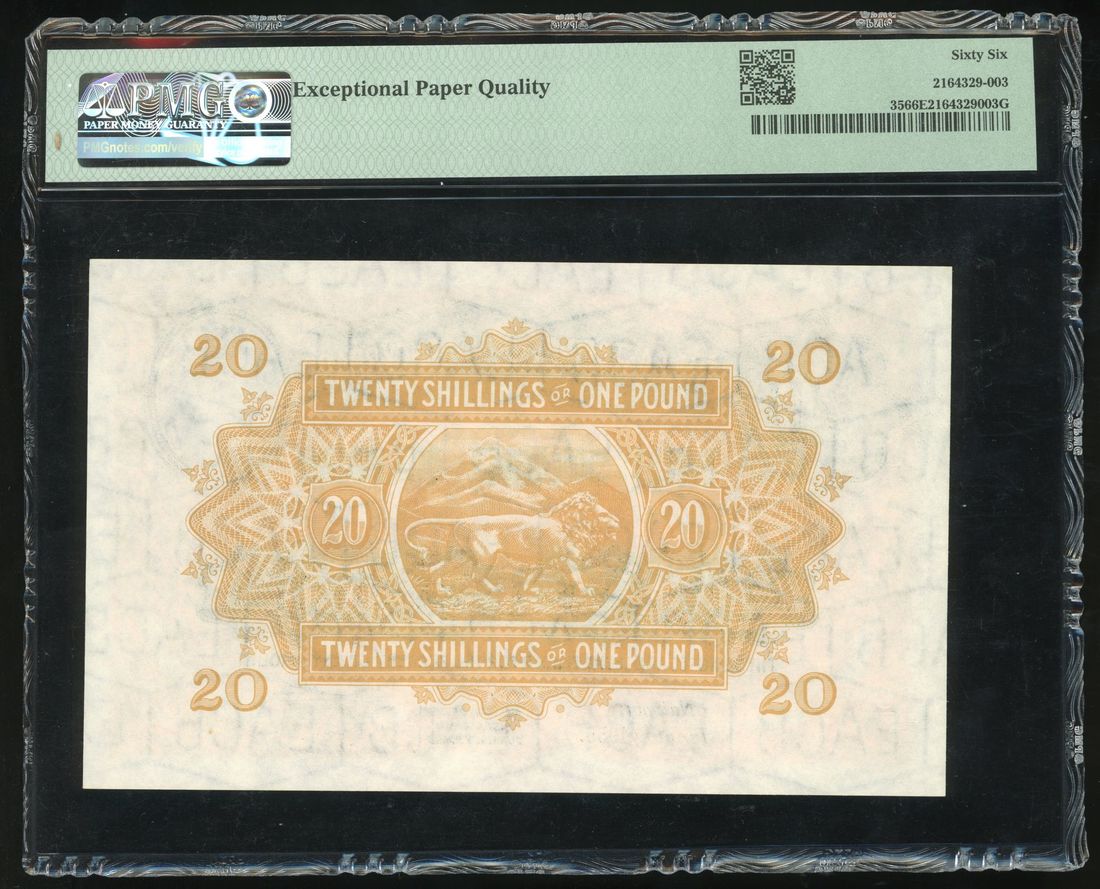 PMG
PAPER MONEY GUARANTY
PMGnotes.com/verify
Exceptional Paper Quality
Sixty Six
2164329-003
3566E2164329003G
20
20
TWENTY SHILLINGS OR ONE POUND
20
20
TWENTY SHILLINGS OR ONE POUND
20
20